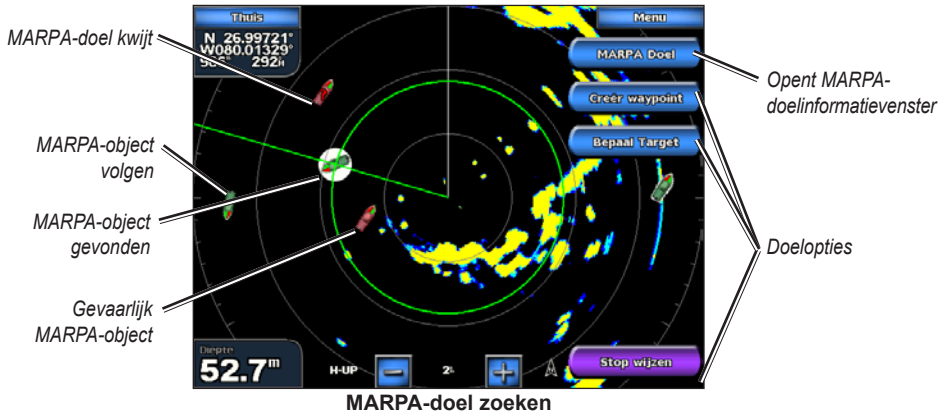 Thuis
Menu
MARPA-doel kwijt
N 26.99721°
W080.01329°
MARPA Doel
Opent MARPA-
doelinformatievenster
Creër waypoint
MARPA-object
volgen
Bepaal Target
MARPA-object
gevonden
Doelopties
Gevaarlijk
MARPA-object
Diepte
52.7m
H-UP
Stop wijzen
MARPA-doel zoeken